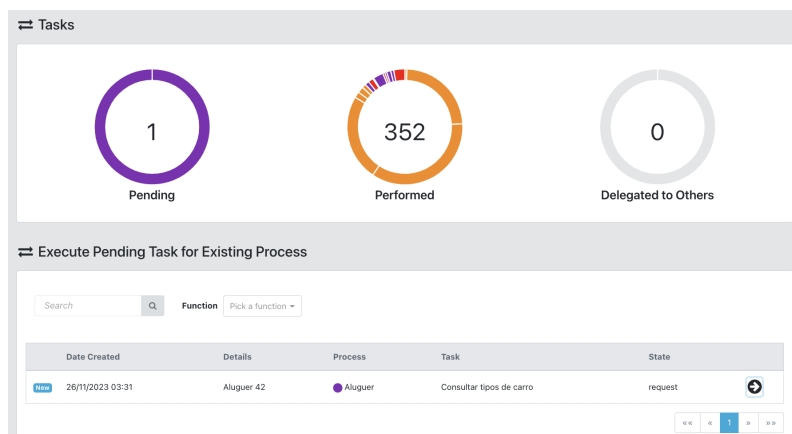 Tasks
1
352
0
Pending
Performed
Delegated to Others
Execute Pending Task for Existing Process
Search
Function
Pick a function
Date Created
Details
Process
Task
State
New
26/11/2023 03:31
Aluguer 42
Aluguer
Consultar tipos de carro
request
«« « 1 » »»